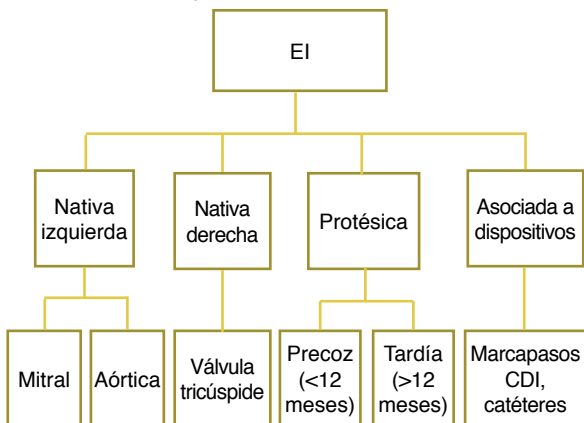 EI
Nativa
izquierda
Nativa
derecha
Protésica
Asociada a
dispositivos
Mitral
Aórtica
Válvula
tricúspide
Precoz
(<12
meses)
Tardía
(>12
meses)
Marcapasos
CDI,
catéteres